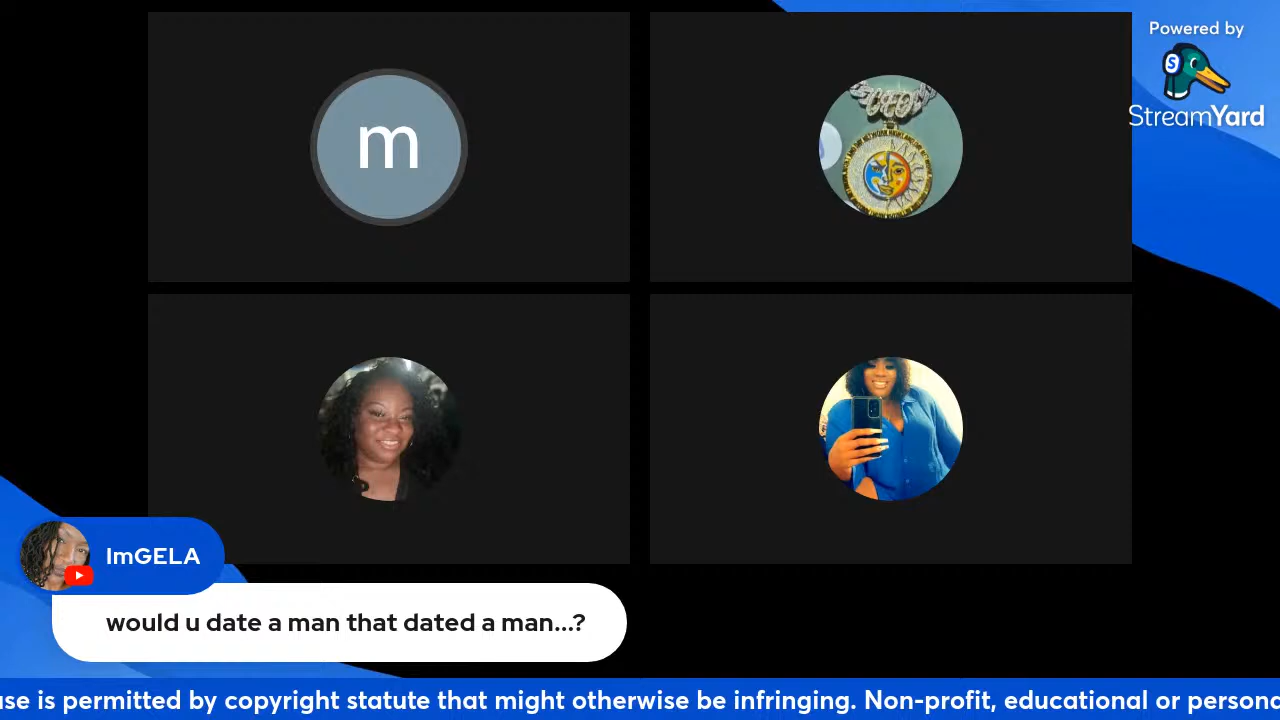 Powered by
S
StreamYard
m
CEO
ImGELA
would u date a man that dated a man...?
use is permitted by copyright statute that might otherwise be infringing. Non-profit, educational or persona